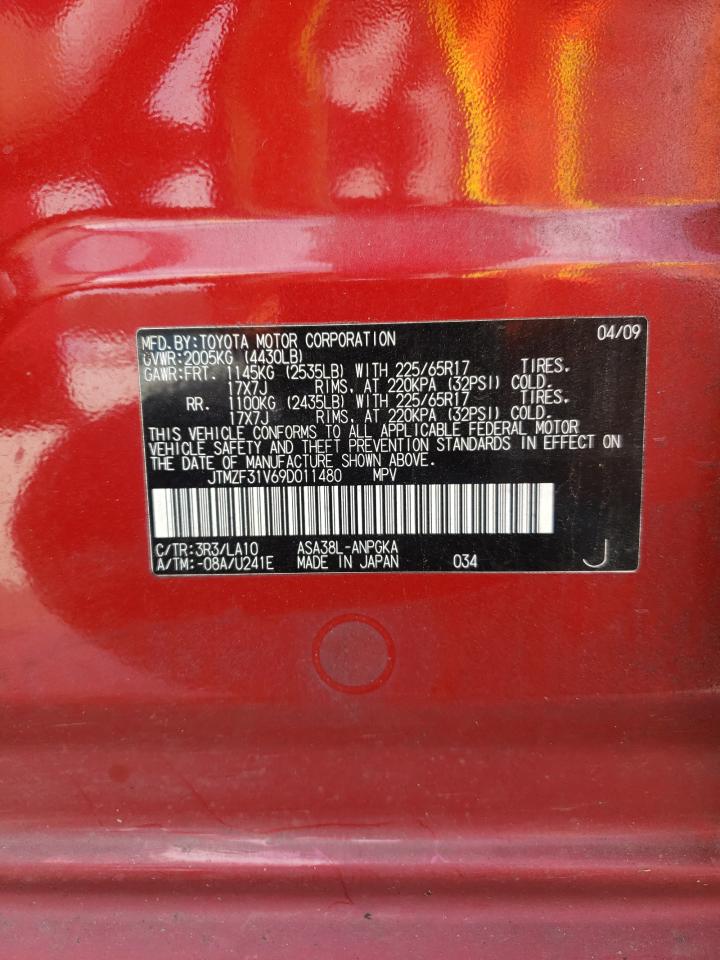 MFD. BY: TOYOTA MOTOR CORPORATION 04/09
GVWR: 2005KG (4430LB)
GAWR: FRT. 1145KG (2535LB) WITH 225/65R17 TIRES.
17X7J RIMS, AT 220KPA (32PSI) COLD.
RR. 1100KG (2435LB) WITH 225/65R17 TIRES.
17X7J RIMS, AT 220KPA (32PSI) COLD.
THIS VEHICLE CONFORMS TO ALL APPLICABLE FEDERAL MOTOR
VEHICLE SAFETY AND THEFT PREVENTION STANDARDS IN EFFECT ON
THE DATE OF MANUFACTURE SHOWN ABOVE.
JTMZF31V69D011480 MPV
C/TR: 3R3/LA10 ASA38L-ANPGKA
A/TM: -08A/U241E MADE IN JAPAN 034 J